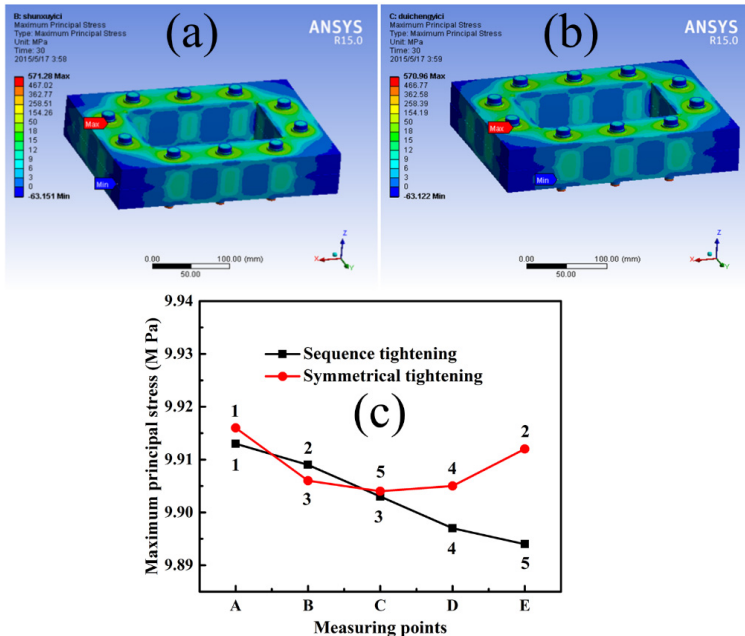 B: shunxuyici
Maximum Principal Stress
Type: Maximum Principal Stress
Unit: MPa
Time: 30
2015/5/17 3:58
(a)
ANSYS
R15.0
571.28 Max
467.02
362.77
258.51
154.26
50
18
15
12
9
6
3
0
-63.151 Min
Max
Min
0.00 100.00 (mm)
50.00
Z
X
Y
C: duichengyici
Maximum Principal Stress
Type: Maximum Principal Stress
Unit: MPa
Time: 30
2015/5/17 3:59
(b)
ANSYS
R15.0
570.96 Max
466.77
362.58
258.39
154.19
50
18
15
12
9
6
3
0
-63.122 Min
Max
Min
0.00 100.00 (mm)
50.00
Z
X
Y
Maximum principal stress (M Pa)
9.94
9.93
9.92
9.91
9.90
9.89
Sequence tightening
Symmetrical tightening
(c)
1
1
2
3
5
3
4
4
2
5
A B C D E
Measuring points